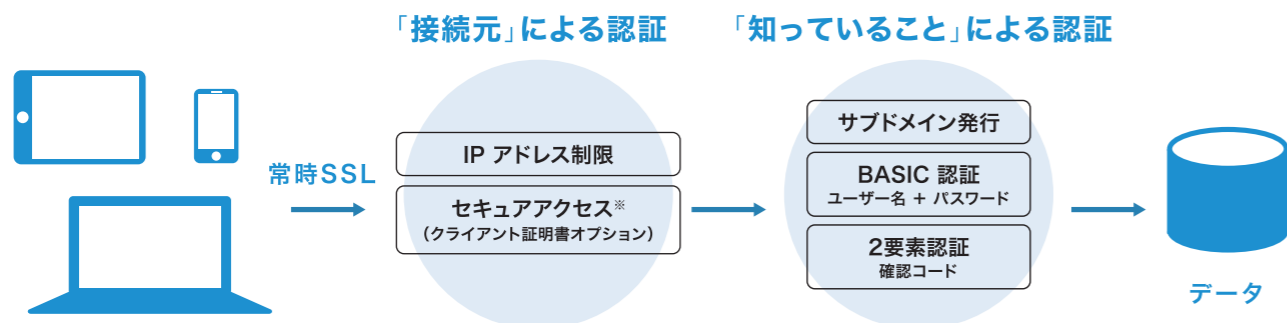 「接続元」による認証
「知っていること」による認証
常時SSL
IP アドレス制限
セキュアアクセス※
（クライアント証明書オプション）
サブドメイン発行
BASIC 認証
ユーザー名 + パスワード
2要素認証
確認コード
データ